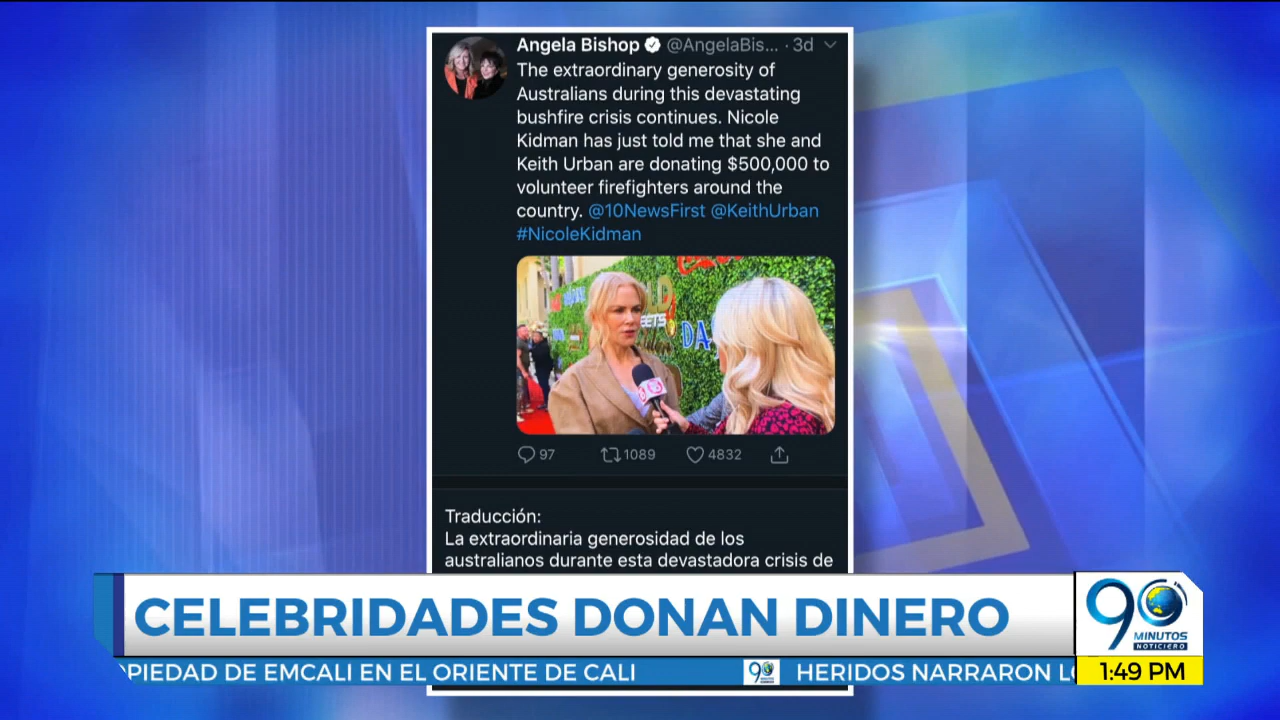 Angela Bishop @AngelaBis... · 3d
The extraordinary generosity of
Australians during this devastating
bushfire crisis continues. Nicole
Kidman has just told me that she and
Keith Urban are donating $500,000 to
volunteer firefighters around the
country. @10NewsFirst @KeithUrban
#NicoleKidman
97 1089 4832
Traducción:
La extraordinaria generosidad de los
australianos durante esta devastadora crisis de
CELEBRIDADES DONAN DINERO
90
MINUTOS
NOTICIERO
OPIEDAD DE EMCALI EN EL ORIENTE DE CALI 90 HERIDOS NARRARON
1:49 PM